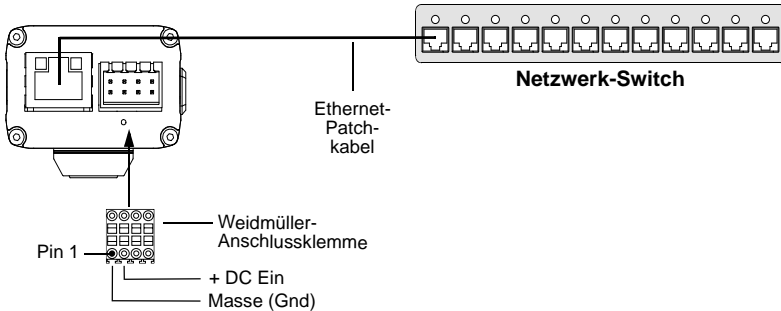 Netzwerk-Switch
Ethernet-
Patch-
kabel
Weidmüller-
Anschlussklemme
Pin 1
+ DC Ein
Masse (Gnd)